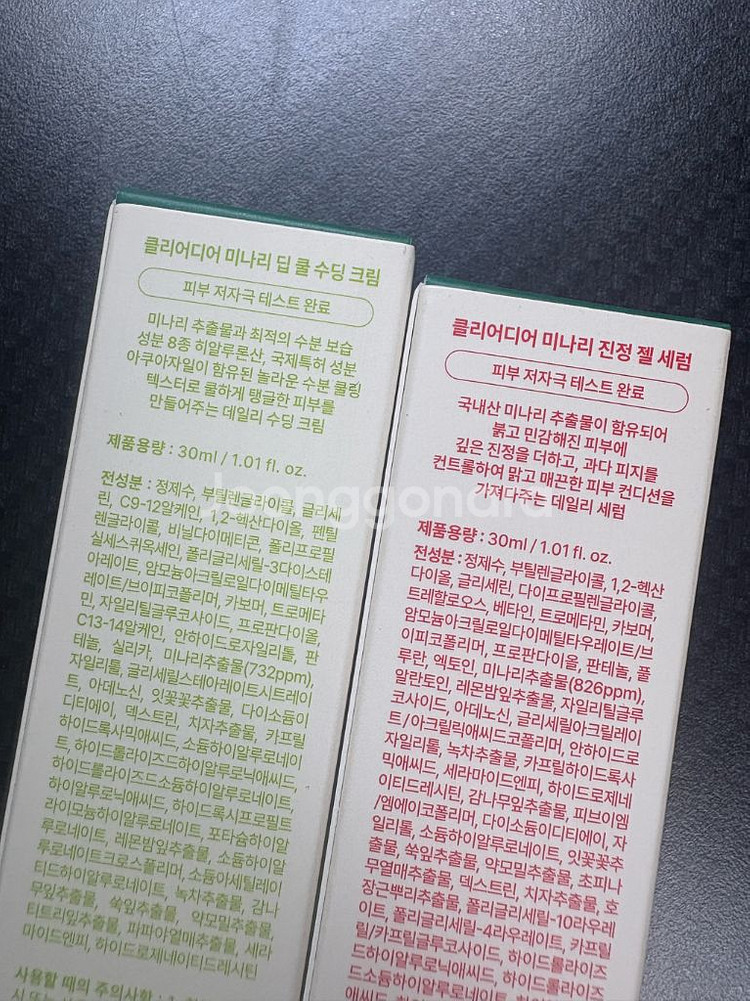 클리어디어 미나리 딥 쿨 수딩 크림
피부 저자극 테스트 완료
미나리 추출물과 최적의 수분 보습
성분 8종 히알루론산, 국제특허 성분
아쿠아자일이 함유된 놀라운 수분 쿨링
텍스터로 쿨하게 탱글한 피부를
만들어주는 데일리 수딩 크림
제품용량 : 30ml / 1.01 fl. oz.
전성분 : 정제수, 부틸렌글라이콜, 글리세
린, C9-12알케인, 1,2-헥산다이올, 펜틸
렌글라이콜, 비닐다이메티콘, 폴리프로필
실세스퀴옥세인, 폴리글리세릴-3다이스테
아레이트, 암모늄아크릴로일다이메틸타우
레이트/브이피코폴리머, 카보머, 트로메타
민, 자일리틸글루코사이드, 프로판다이올,
C13-14알케인, 안하이드로자일리톨, 판
테놀, 실리카, 미나리추출물(732ppm),
자일리톨, 글리세릴스테아레이트시트레이
트, 아데노신, 잇꽃꽃추출물, 다이소듐이
디티에이, 덱스트린, 치자추출물, 카프릴
하이드록사믹애씨드, 소듐하이알루로네이
트, 하이드롤라이즈드하이알루로닉애씨드,
하이드롤라이즈드소듐하이알루로네이트,
하이알루로닉애씨드, 하이드록시프로필트
라이모늄하이알루로네이트, 포타슘하이알
루로네이트, 레몬밤잎추출물, 소듐하이알
루로네이트크로스폴리머, 소듐아세틸레이
티드하이알루로네이트, 녹차추출물, 감나
무잎추출물, 쑥잎추출물, 약모밀추출물,
티트리잎추출물, 파파야열매추출물, 세라
마이드엔피, 하이드로제네이티드레시틴
사용할 때의 주의사항 :
클리어디어 미나리 진정 젤 세럼
피부 저자극 테스트 완료
국내산 미나리 추출물이 함유되어
붉고 민감해진 피부에
깊은 진정을 더하고, 과다 피지를
컨트롤하여 맑고 매끈한 피부 컨디션을
가져다주는 데일리 세럼
제품용량 : 30ml / 1.01 fl. oz.
전성분 : 정제수, 부틸렌글라이콜, 1,2-헥산
다이올, 글리세린, 다이프로필렌글라이콜,
트레할로오스, 베타인, 트로메타민, 카보머,
암모늄아크릴로일다이메틸타우레이트/브
이피코폴리머, 프로판다이올, 판테놀, 풀
루란, 엑토인, 미나리추출물(826ppm),
알란토인, 레몬밤잎추출물, 자일리틸글루
코사이드, 아데노신, 글리세릴아크릴레이
트/아크릴릭애씨드코폴리머, 안하이드로
자일리톨, 녹차추출물, 카프릴하이드록사
믹애씨드, 세라마이드엔피, 하이드로제네
이티드레시틴, 감나무잎추출물, 피브이엠
/엠에이코폴리머, 다이소듐이디티에이, 자
일리톨, 소듐하이알루로네이트, 잇꽃꽃추
출물, 쑥잎추출물, 약모밀추출물, 초피나
무열매추출물, 덱스트린, 치자추출물, 호
장근뿌리추출물, 폴리글리세릴-10라우레
이트, 폴리글리세릴-4라우레이트, 카프릴
릴/카프릴글루코사이드, 하이드롤라이즈
드하이알루로닉애씨드, 하이드롤라이즈
드소듐하이알루로네이트,
Joonggonara